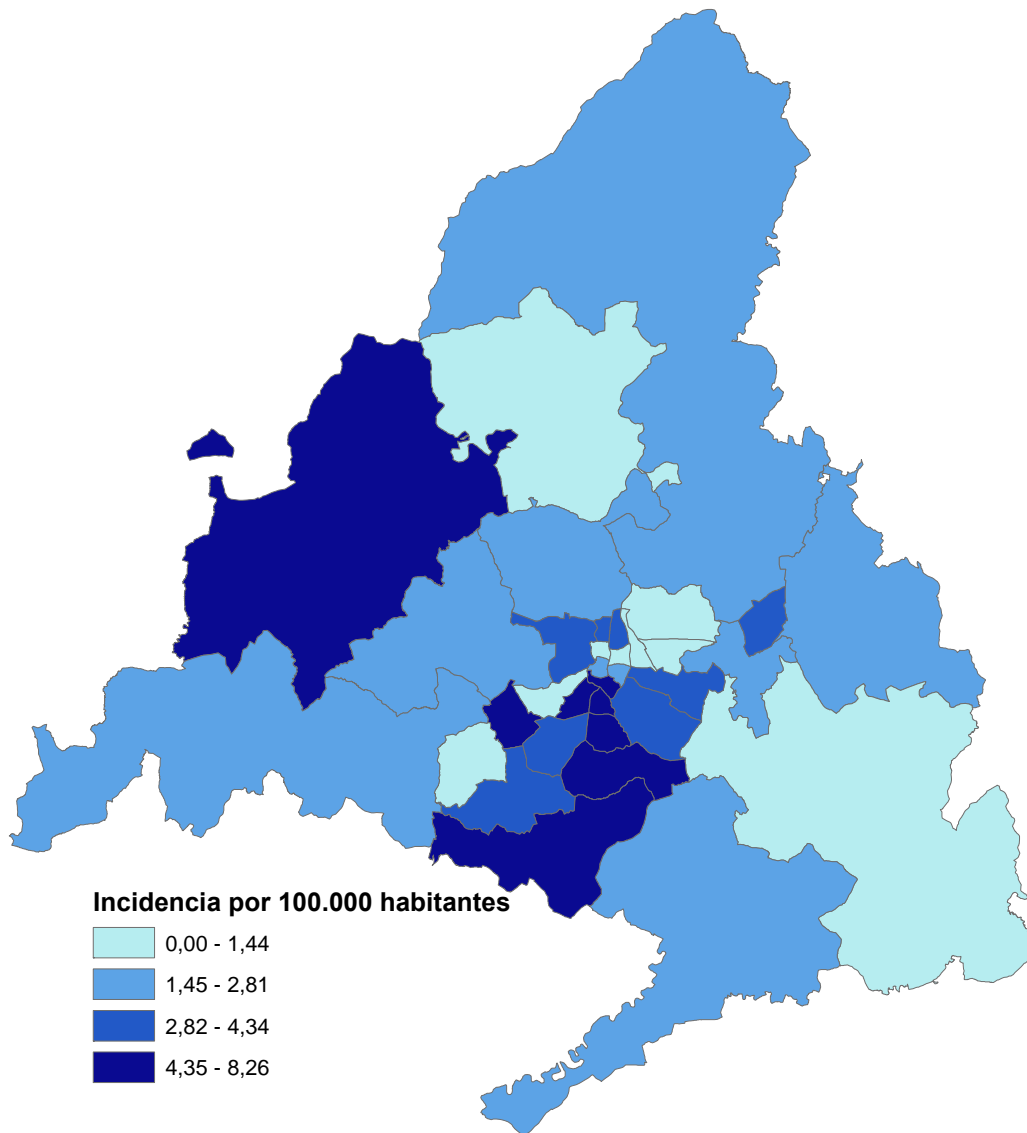 Incidencia por 100.000 habitantes
0,00 - 1,44
1,45 - 2,81
2,82 - 4,34
4,35 - 8,26